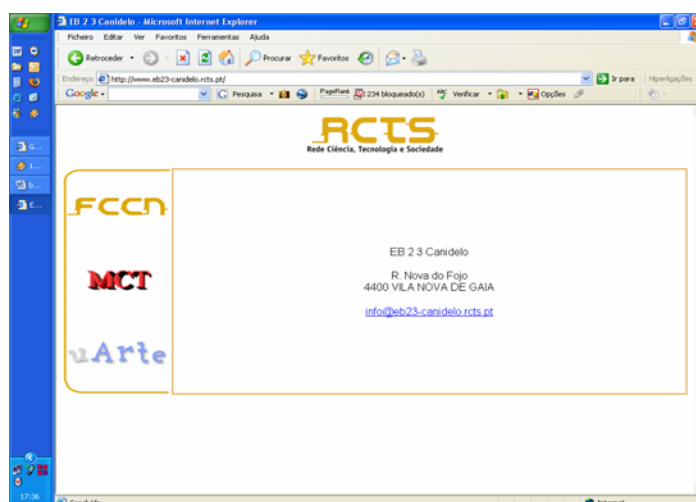 EB 2 3 Canidelo - Microsoft Internet Explorer
Ficheiro Editar Ver Favoritos Ferramentas Ajuda
Retroceder Procurar Favoritos
Endereço http://www.eb23-canidelo.rcts.pt/ Ir para Hiperligações
Google Pesquisa PageRank 234 bloqueado(s) Verificar Opções
G...
1...
b...
E...
RCTS
Rede Ciência, Tecnologia e Sociedade
FCCN
MCT
uArte
EB 2 3 Canidelo
R. Nova do Fojo
4400 VILA NOVA DE GAIA
info@eb23-canidelo.rcts.pt
17:36
Concluído Internet